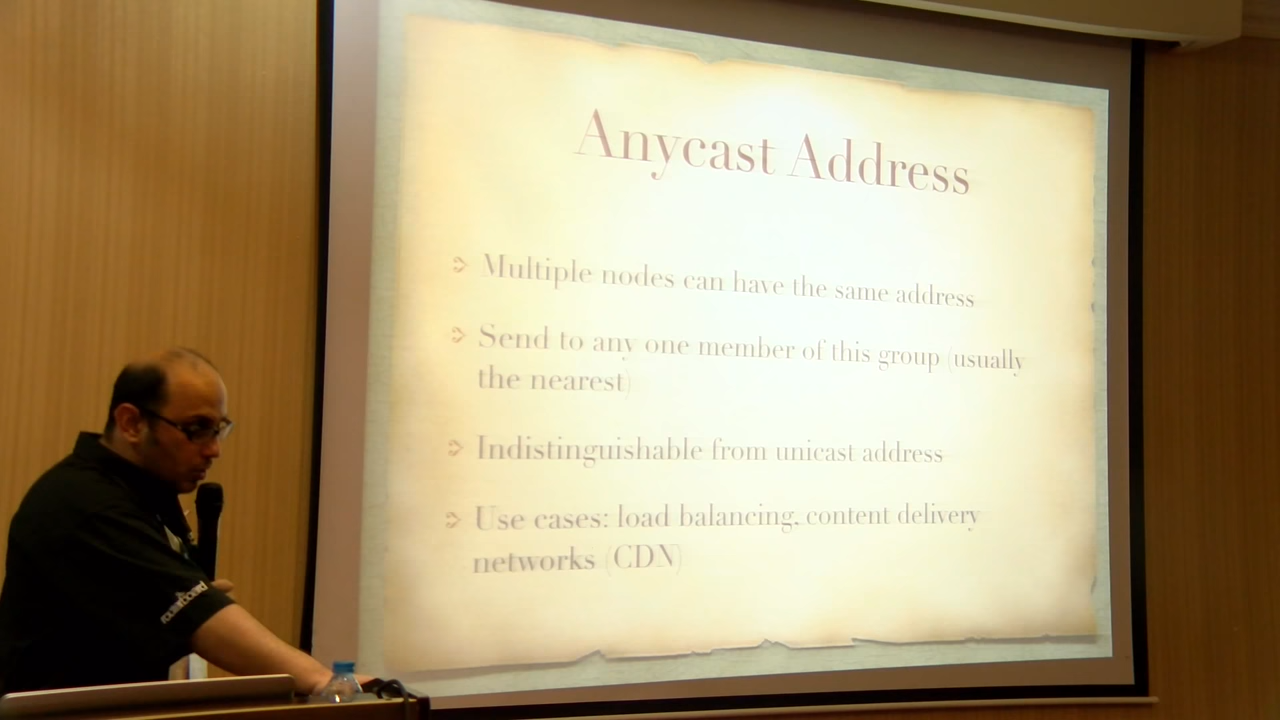 Anycast Address
Multiple nodes can have the same address
Send to any one member of this group (usually
the nearest)
Indistinguishable from unicast address
Use cases: load balancing, content delivery
networks (CDN)
routerboard